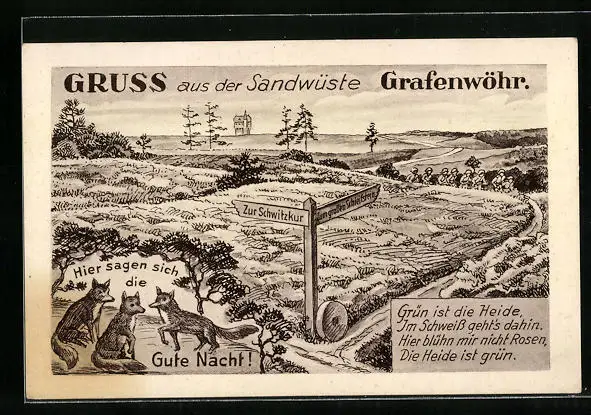 GRUSS aus der Sandwüste Grafenwöhr.
Zur Schwitzkur
Hier sagen sich
die
Gute Nacht!
Grün ist die Heide,
Im Schweiß geht's dahin.
Hier blühn mir nicht Rosen,
Die Heide ist grün.